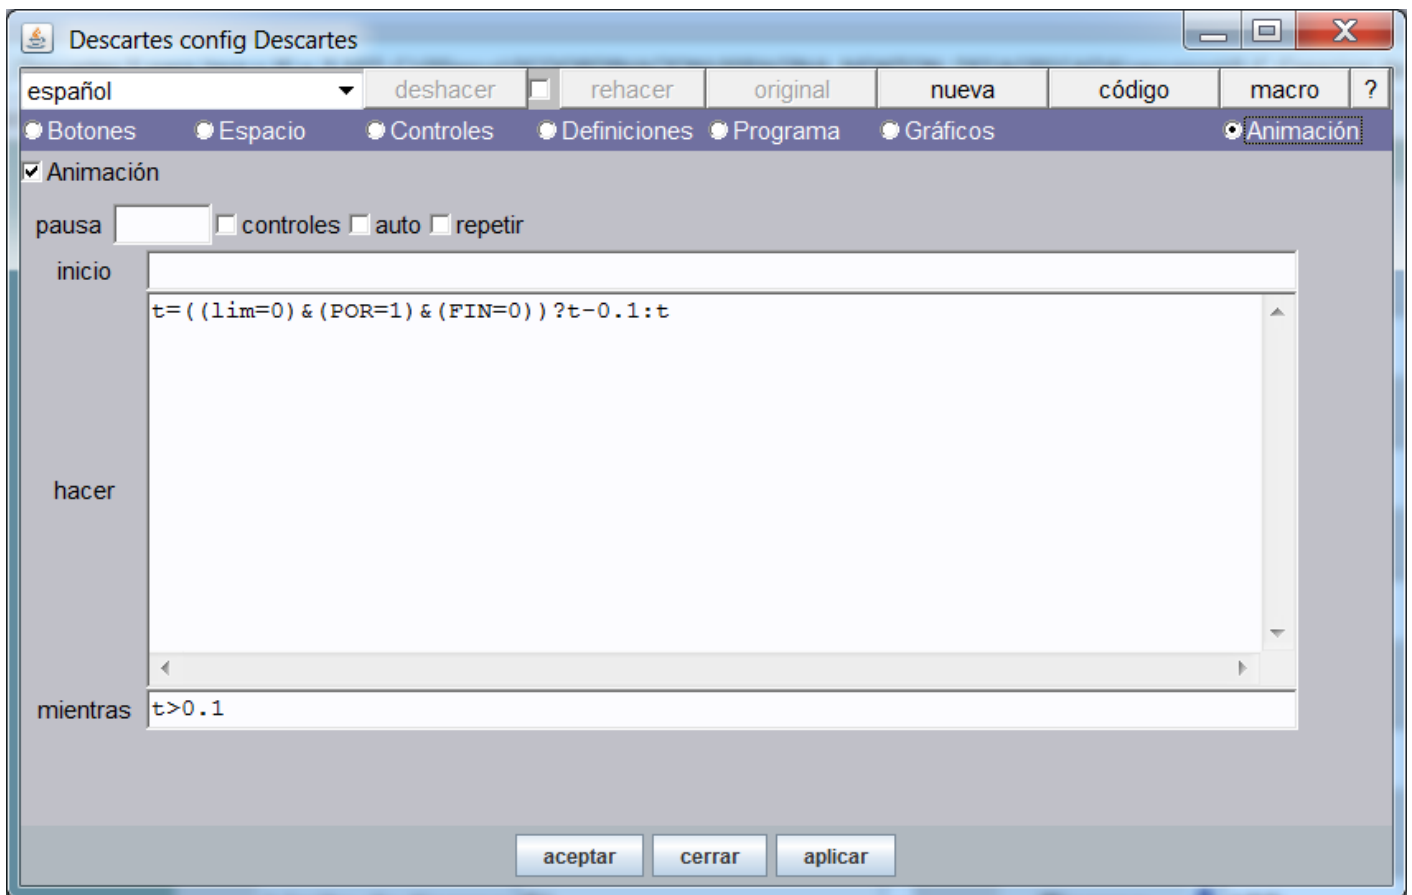 Descartes config Descartes
español deshacer rehacer original nueva código macro ?
Botones Espacio Controles Definiciones Programa Gráficos Animación
Animación
pausa controles auto repetir
inicio
t=((lim=0)&(POR=1)&(FIN=0))?t-0.1:t
hacer
mientras t>0.1
aceptar cerrar aplicar